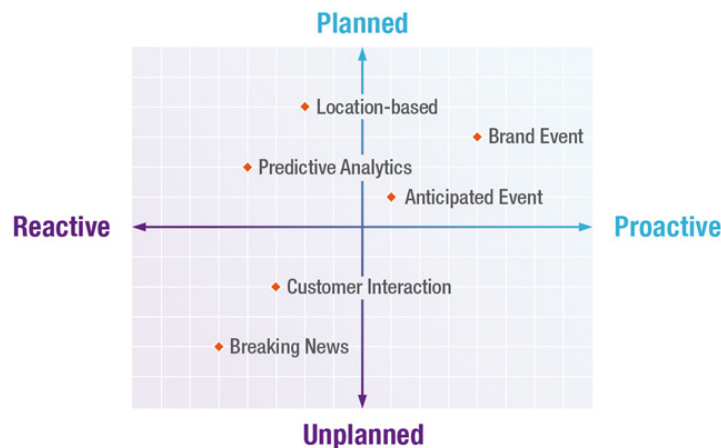 Planned
Location-based
Brand Event
Predictive Analytics
Anticipated Event
Reactive
Proactive
Customer Interaction
Breaking News
Unplanned